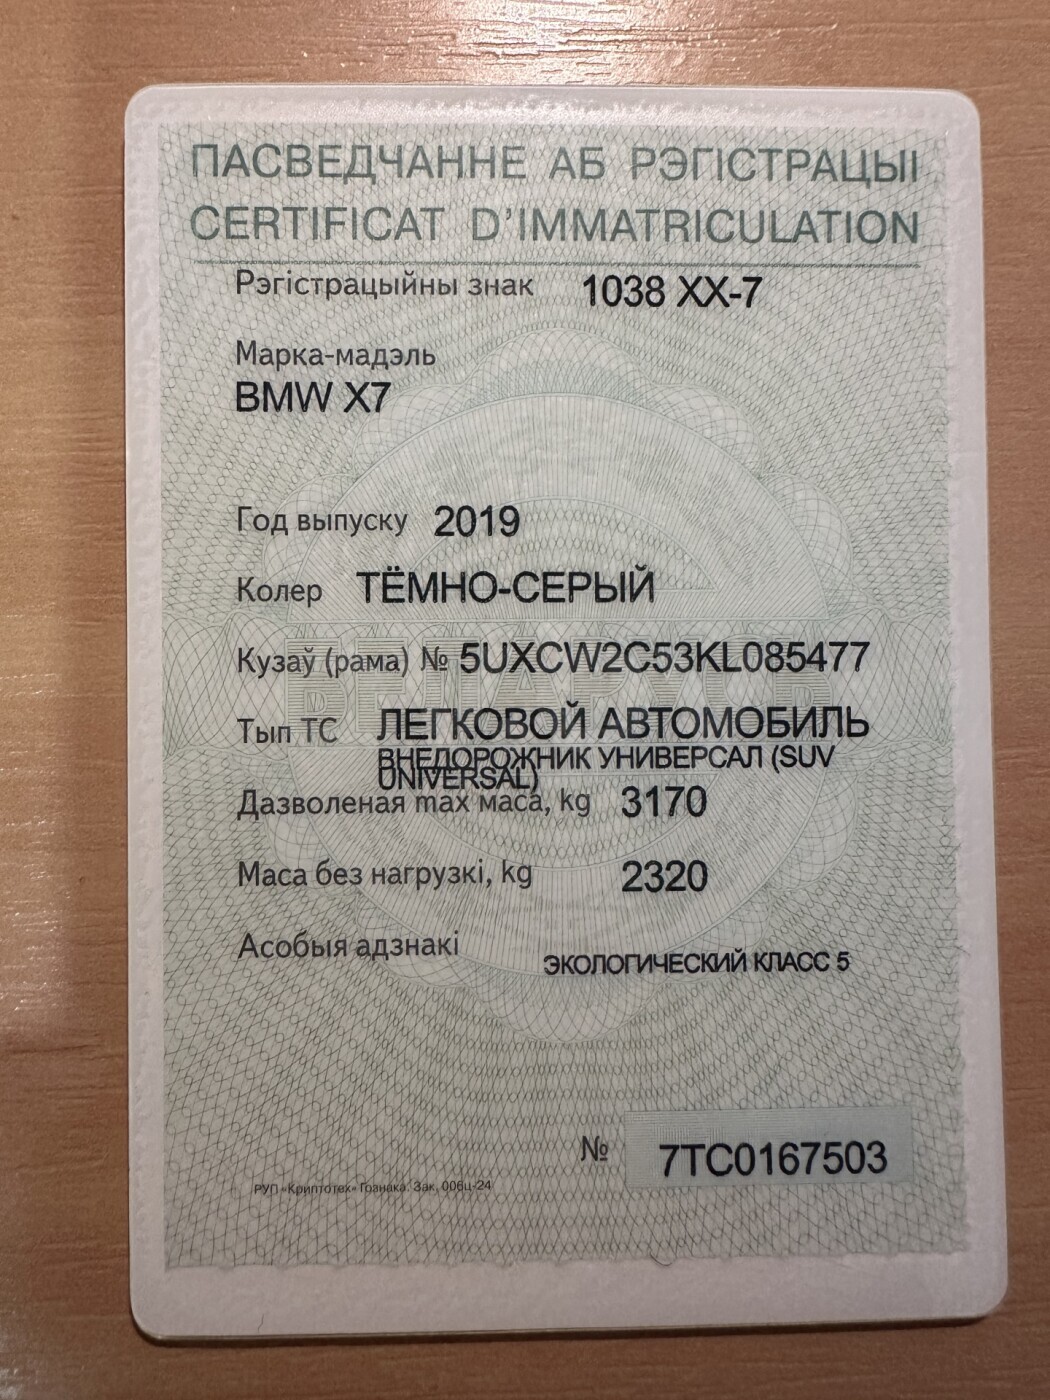 ПАСВЕДЧАННЕ АБ РЭГІСТРАЦЫІ
CERTIFICAT D'IMMATRICULATION
Рэгістрацыйны знак 1038 XX-7
Марка-мадэль
BMW X7
Год выпуску 2019
Колер ТЁМНО-СЕРЫЙ
БЕЛАРУСЬ
Кузаў (рама) № 5UXCW2C53KL085477
Тып ТС ЛЕГКОВОЙ АВТОМОБИЛЬ
ВНЕДОРОЖНИК УНИВЕРСАЛ (SUV
UNIVERSAL)
Дазволеная max маса, kg 3170
Маса без нагрузкі, kg 2320
Асобыя адзнакі ЭКОЛОГИЧЕСКИЙ КЛАСС 5
№ 7TC0167503
РУП «Криптотех» Гознака. Зак. 006ц-24